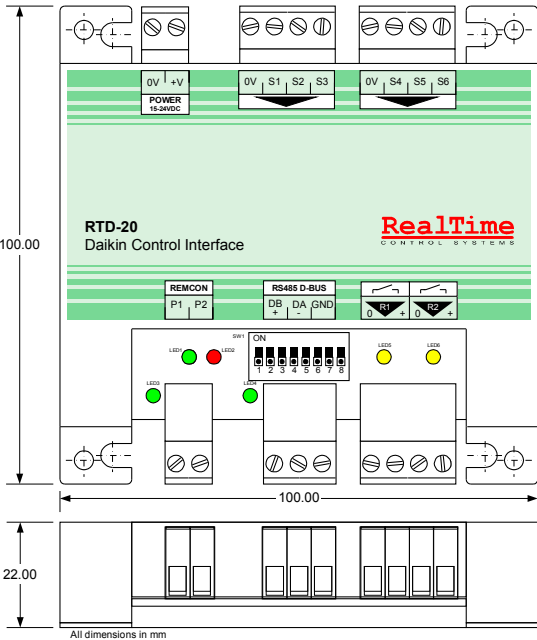 0V +V
POWER
15-24VDC
0V S1 S2 S3
0V S4 S5 S6
100.00
RTD-20
Daikin Control Interface
RealTime
CONTROL SYSTEMS
REMCON
P1 P2
RS485 D-BUS
DB DA GND
+ -
R1 R2
0 + 0 +
SW1 ON
1 2 3 4 5 6 7 8
LED1
LED2
LED5
LED6
LED3
LED4
100.00
22.00
All dimensions in mm